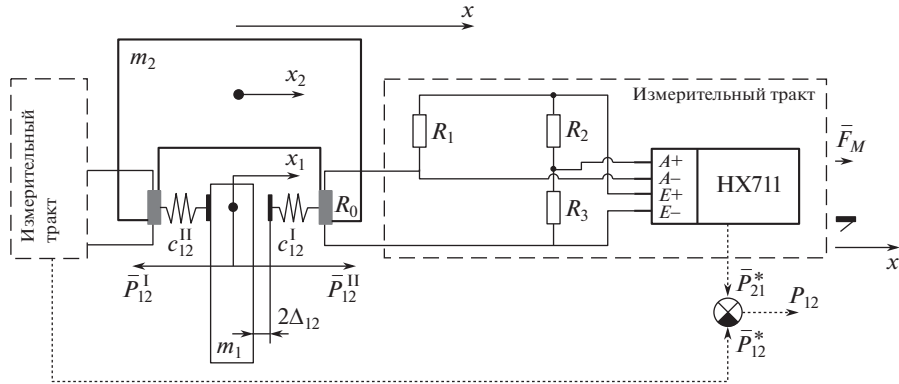 x
m₂
x₂
Измерительный тракт
R₁
R₂
F̄_M
Измерительный
тракт
x₁
A+
A−
E+
E−
HX711
R₀
R₃
c₁₂ᴵᴵ
c₁₂ᴵ
x
P̄₁₂ᴵ
P̄₁₂ᴵᴵ
P̄₂₁*
P₁₂
2Δ₁₂
m₁
P̄₁₂*